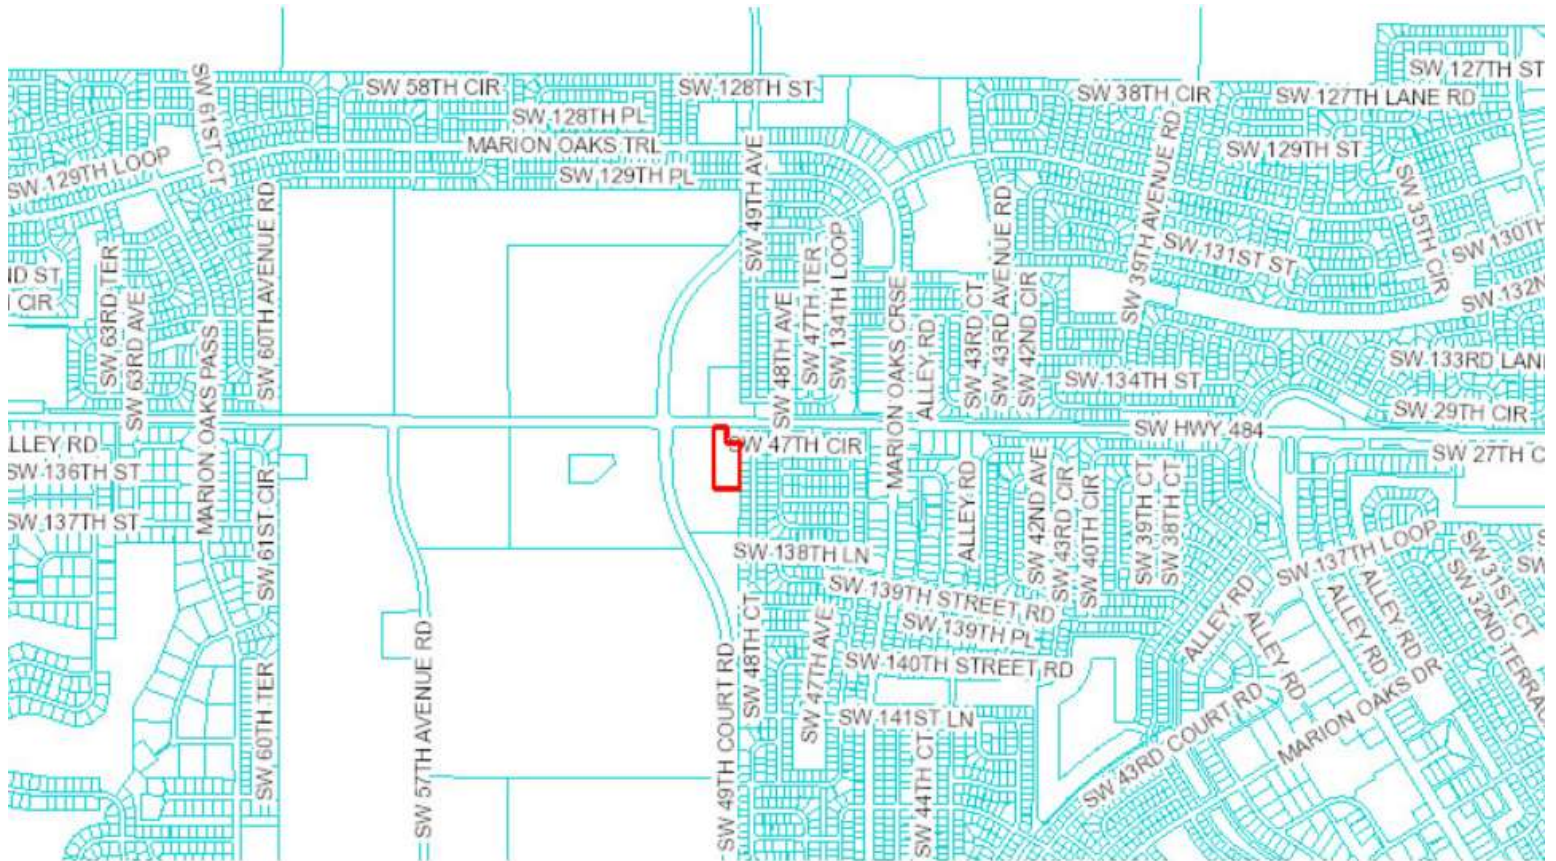 SW 127TH ST
SW 58TH CIR
SW 128TH ST
SW 38TH CIR
SW 127TH LANE RD
SW 61ST CT
SW 128TH PL
MARION OAKS TRL
SW 129TH ST
SW 129TH LOOP
SW 129TH PL
SW 39TH AVENUE RD
SW 35TH CIR
SW 60TH AVENUE RD
SW 49TH AVE
SW 130TH
SW 131ST ST
ND ST
CIR
SW 63RD TER
SW 63RD AVE
SW 48TH AVE
SW 47TH TER
SW 134TH LOOP
MARION OAKS CRSE
ALLEY RD
SW 43RD CT
SW 43RD AVENUE RD
SW 42ND CIR
SW 132N
SW 133RD LANE
SW 134TH ST
MARION OAKS PASS
SW 29TH CIR
SW HWY 484
ALLEY RD
SW 47TH CIR
SW 27TH C
SW 136TH ST
SW 137TH ST
SW 61ST CIR
ALLEY RD
SW 42ND AVE
SW 43RD CIR
SW 40TH CIR
SW 39TH CT
SW 38TH CT
SW 138TH LN
SW 137TH LOOP
SW 31ST CT
SW
SW 139TH STREET RD
SW 139TH PL
ALLEY RD
ALLEY RD
ALLEY RD
ALLEY RD
SW 32ND TERRA
SW 57TH AVENUE RD
SW 49TH COURT RD
SW 48TH CT
SW 47TH AVE
SW 140TH STREET RD
SW 60TH TER
SW 141ST LN
SW 44TH CT
SW 43RD COURT RD
MARION OAKS DR